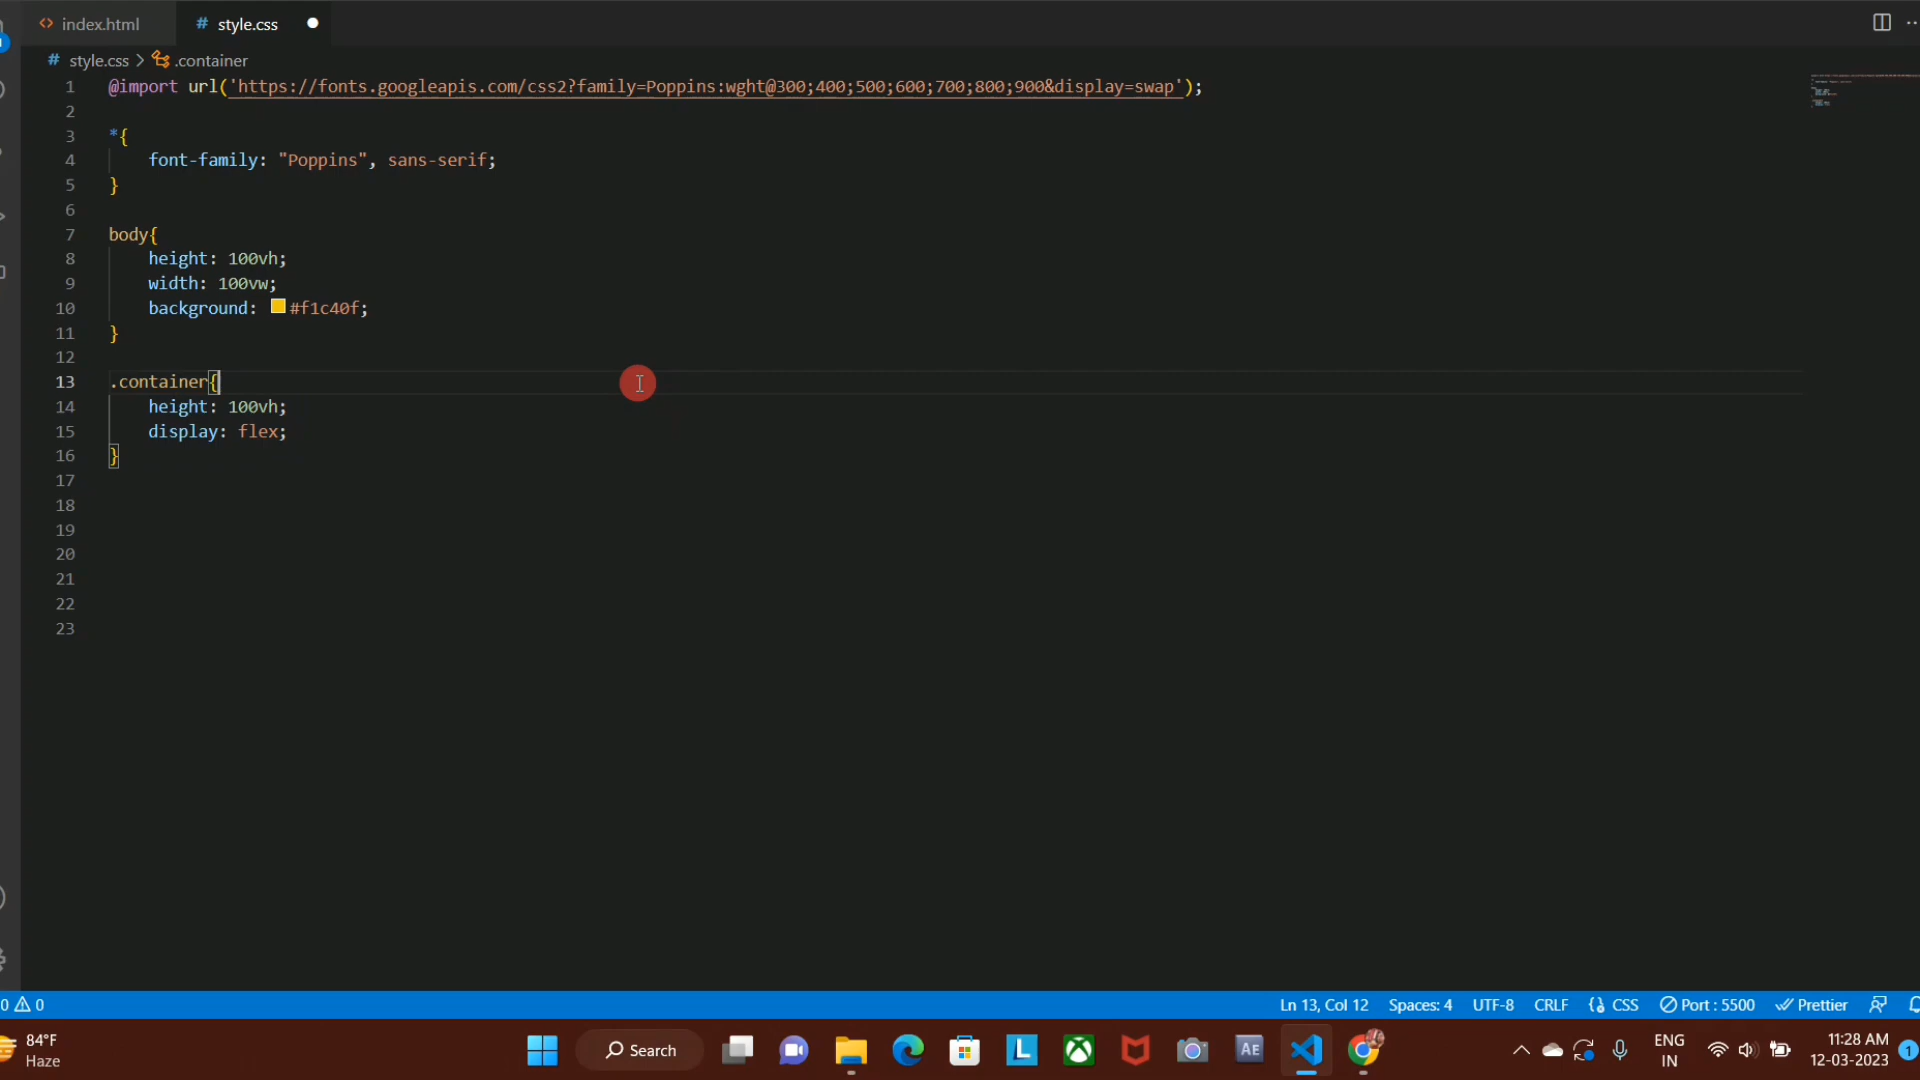 index.html
style.css
style.css > .container
1 @import url('https://fonts.googleapis.com/css2?family=Poppins:wght@300;400;500;600;700;800;900&display=swap');
2
3 *{
4 font-family: "Poppins", sans-serif;
5 }
6
7 body{
8 height: 100vh;
9 width: 100vw;
10 background: #f1c40f;
11 }
12
13 .container{
14 height: 100vh;
15 display: flex;
16 }
17
18
19
20
21
22
23
0 0 Ln 13, Col 12 Spaces: 4 UTF-8 CRLF CSS Port : 5500 Prettier
84°F
Haze
Search
L
AE
ENG
IN
11:28 AM
12-03-2023
1